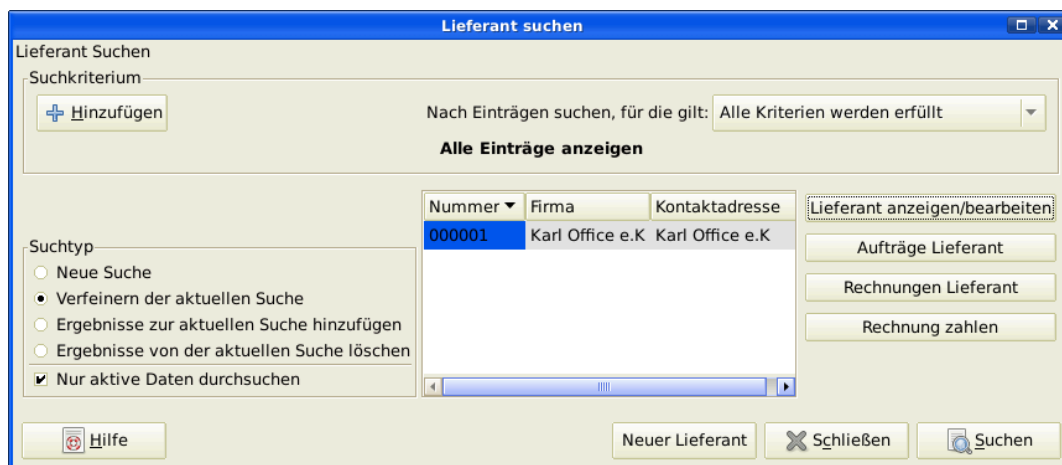 Lieferant suchen
Lieferant Suchen
Suchkriterium
Hinzufügen
Nach Einträgen suchen, für die gilt: Alle Kriterien werden erfüllt
Alle Einträge anzeigen
Nummer Firma Kontaktadresse
000001 Karl Office e.K Karl Office e.K
Lieferant anzeigen/bearbeiten
Aufträge Lieferant
Rechnungen Lieferant
Rechnung zahlen
Suchtyp
Neue Suche
Verfeinern der aktuellen Suche
Ergebnisse zur aktuellen Suche hinzufügen
Ergebnisse von der aktuellen Suche löschen
Nur aktive Daten durchsuchen
Hilfe
Neuer Lieferant
Schließen
Suchen